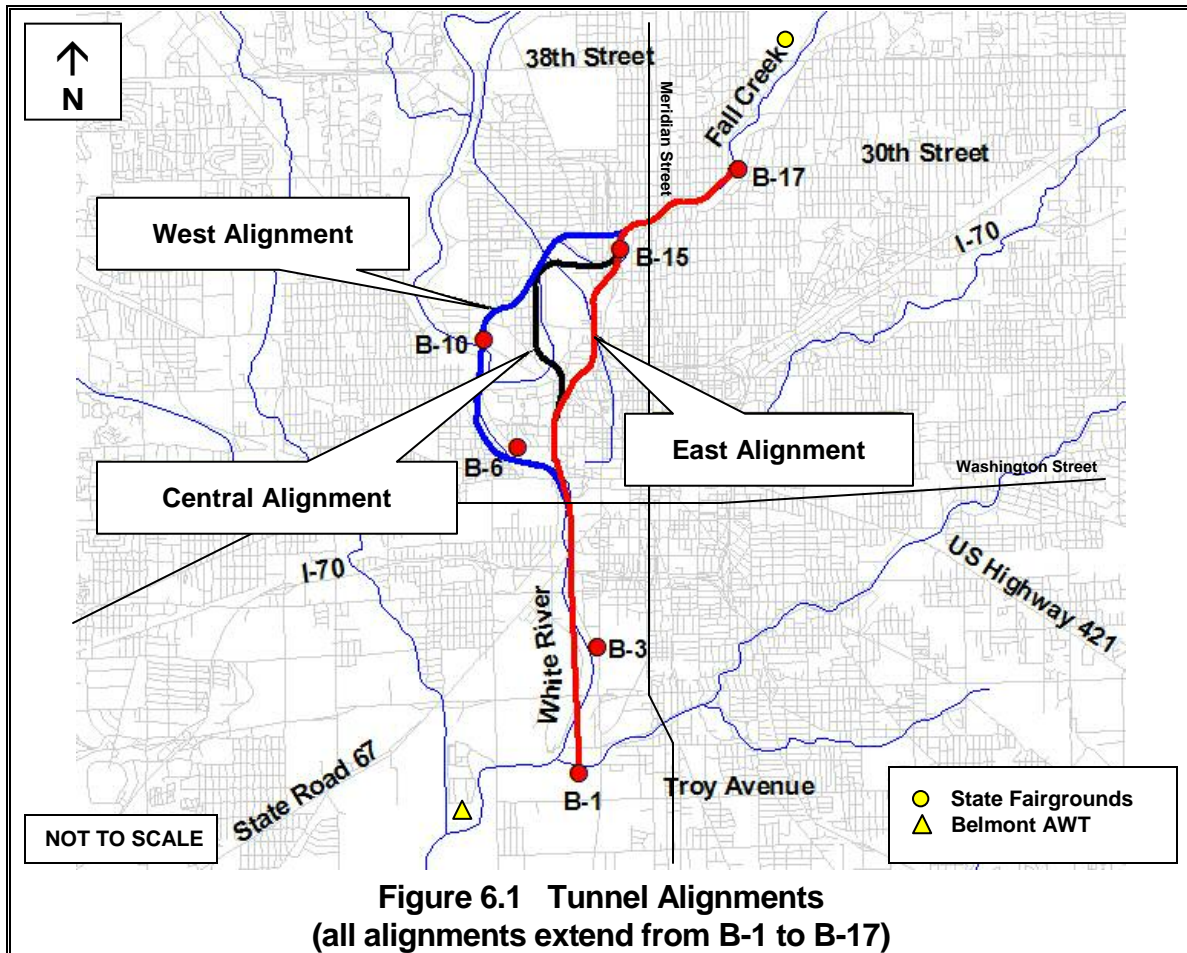 ↑
N
38th Street
Meridian Street
Fall Creek
30th Street
B-17
West Alignment
B-15
I-70
B-10
East Alignment
B-6
Central Alignment
Washington Street
I-70
US Highway 421
White River
B-3
State Road 67
B-1
Troy Avenue
State Fairgrounds
Belmont AWT
NOT TO SCALE
Figure 6.1 Tunnel Alignments
(all alignments extend from B-1 to B-17)